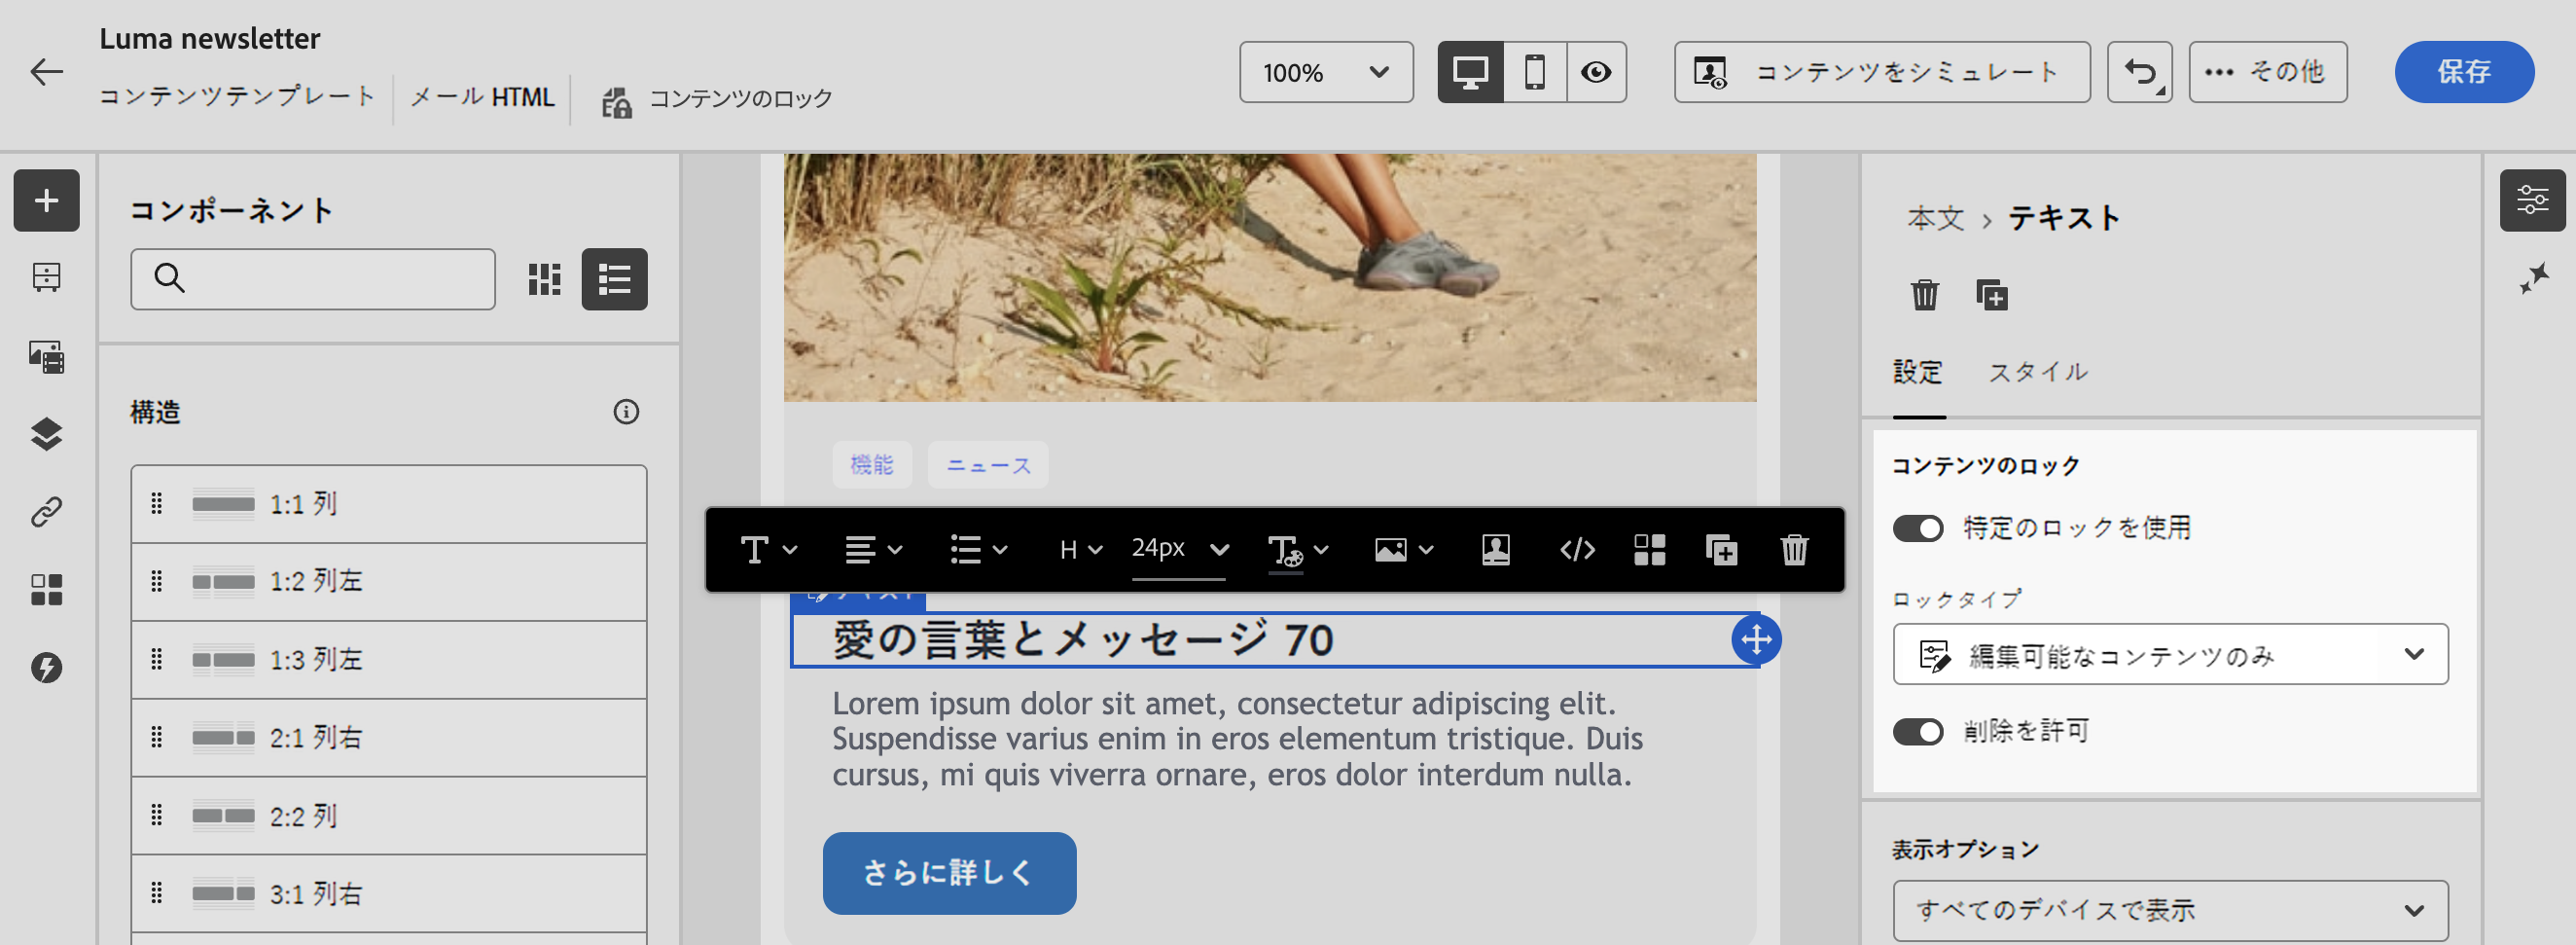 Luma newsletter
コンテンツテンプレート
メール HTML
コンテンツのロック
100%
コンテンツをシミュレート
その他
保存
コンポーネント
構造
1:1 列
1:2 列左
1:3 列左
2:1 列右
2:2 列
3:1 列右
機能
ニュース
H
24px
テキスト
愛の言葉とメッセージ 70
Lorem ipsum dolor sit amet, consectetur adipiscing elit.
Suspendisse varius enim in eros elementum tristique. Duis
cursus, mi quis viverra ornare, eros dolor interdum nulla.
さらに詳しく
本文 › テキスト
設定
スタイル
コンテンツのロック
特定のロックを使用
ロックタイプ
編集可能なコンテンツのみ
削除を許可
表示オプション
すべてのデバイスで表示